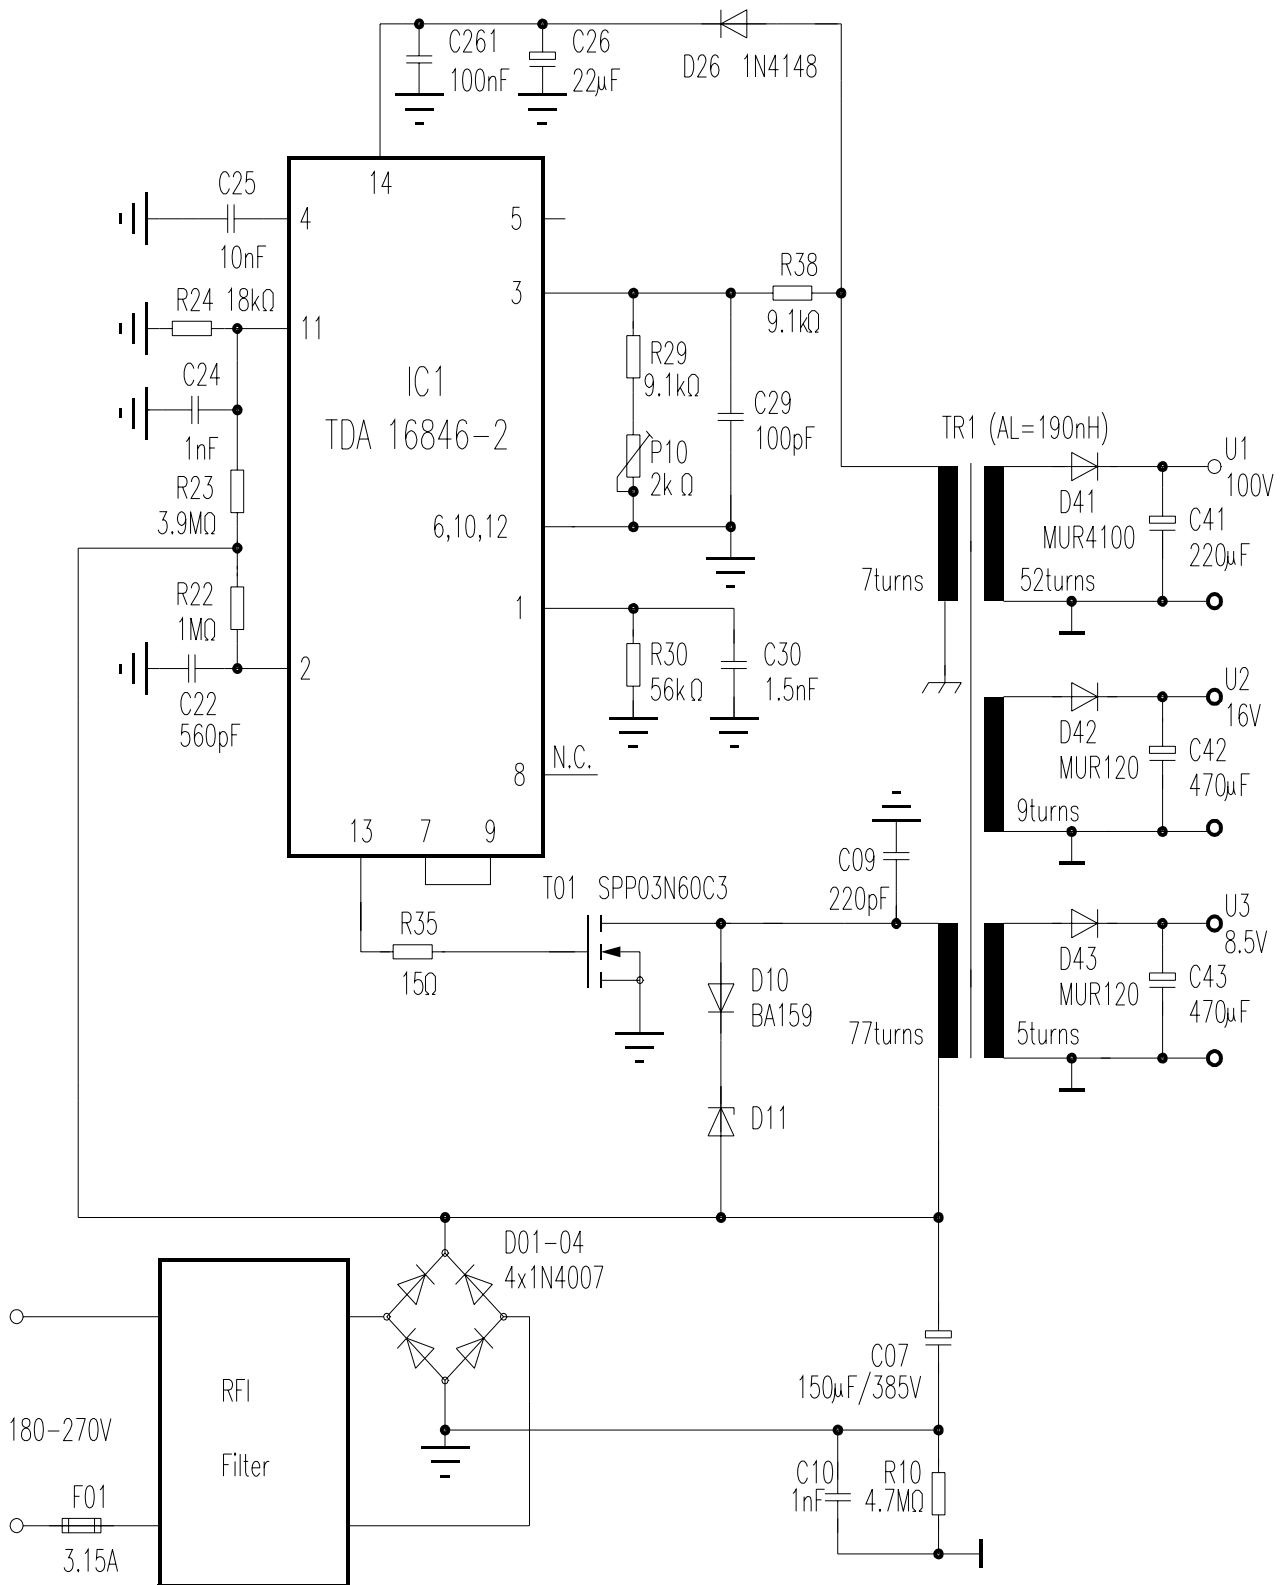 C261
100nF
C26
22µF
D26 1N4148
14
C25
10nF
4
5
R24 18kΩ
11
3
R38
9.1kΩ
C24
1nF
IC1
TDA 16846-2
R29
9.1kΩ
C29
100pF
P10
2k Ω
R23
3.9MΩ
6,10,12
TR1 (AL=190nH)
U1
100V
D41
MUR4100
C41
220µF
7turns
52turns
R22
1MΩ
1
2
C22
560pF
R30
56k Ω
C30
1.5nF
8
N.C.
U2
16V
D42
MUR120
C42
470µF
9turns
13
7
9
C09
220pF
T01 SPP03N60C3
R35
15Ω
D10
BA159
U3
8.5V
D43
MUR120
C43
470µF
77turns
5turns
D11
D01-04
4x1N4007
C07
150µF/385V
RFI
Filter
180-270V
F01
3.15A
C10
1nF
R10
4.7MΩ